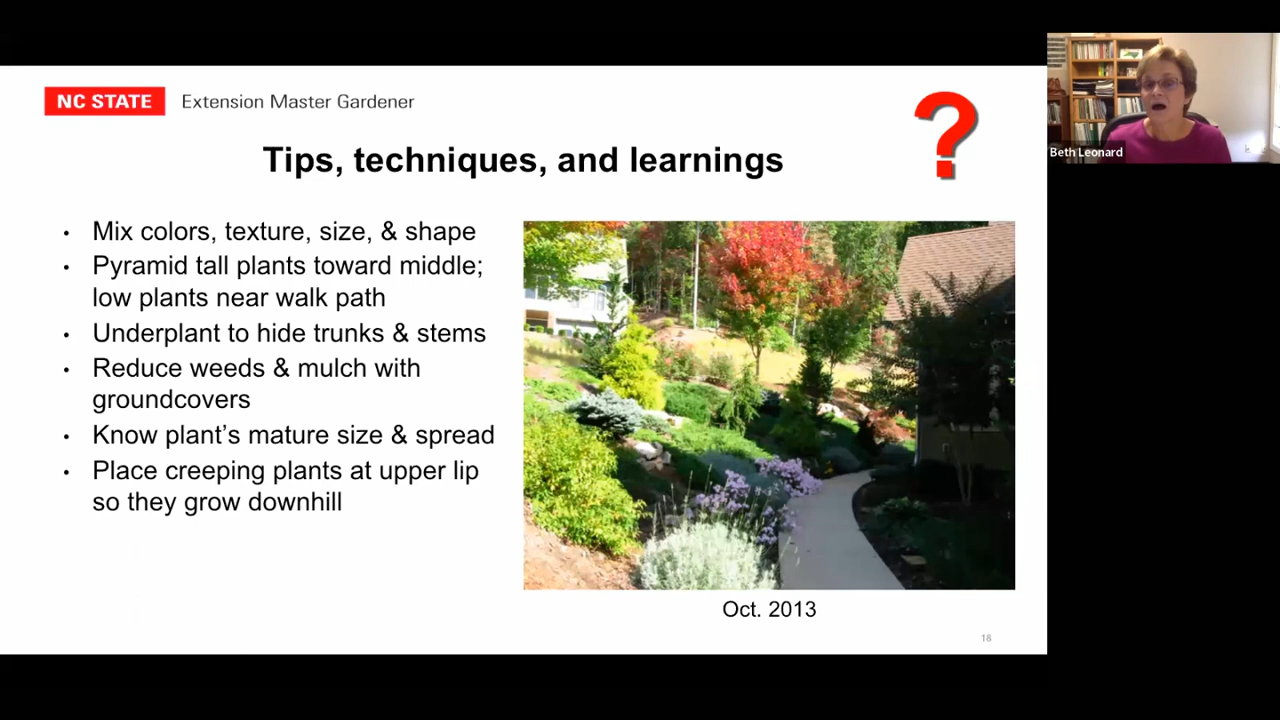 NC STATE Extension Master Gardener
?
Tips, techniques, and learnings
• Mix colors, texture, size, & shape
• Pyramid tall plants toward middle;
low plants near walk path
• Underplant to hide trunks & stems
• Reduce weeds & mulch with
groundcovers
• Know plant's mature size & spread
• Place creeping plants at upper lip
so they grow downhill
Oct. 2013
18
Beth Leonard